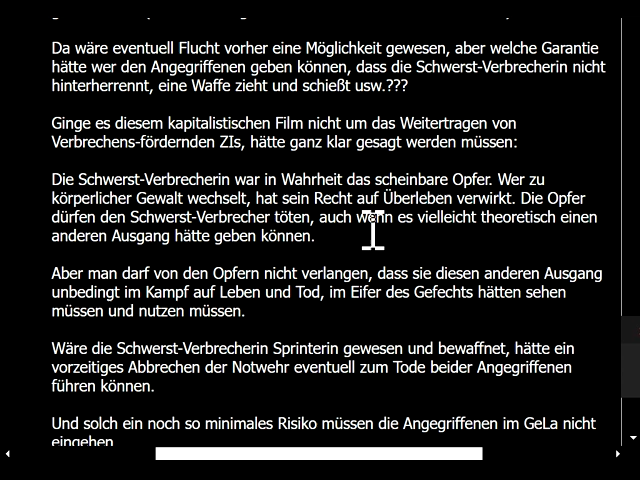 Da wäre eventuell Flucht vorher eine Möglichkeit gewesen, aber welche Garantie
hätte wer den Angegriffenen geben können, dass die Schwerst-Verbrecherin nicht
hinterherrennt, eine Waffe zieht und schießt usw.???
Ginge es diesem kapitalistischen Film nicht um das Weitertragen von
Verbrechens-fördernden ZIs, hätte ganz klar gesagt werden müssen:
Die Schwerst-Verbrecherin war in Wahrheit das scheinbare Opfer. Wer zu
körperlicher Gewalt wechselt, hat sein Recht auf Überleben verwirkt. Die Opfer
dürfen den Schwerst-Verbrecher töten, auch wenn es vielleicht theoretisch einen
anderen Ausgang hätte geben können.
Aber man darf von den Opfern nicht verlangen, dass sie diesen anderen Ausgang
unbedingt im Kampf auf Leben und Tod, im Eifer des Gefechts hätten sehen
müssen und nutzen müssen.
Wäre die Schwerst-Verbrecherin Sprinterin gewesen und bewaffnet, hätte ein
vorzeitiges Abbrechen der Notwehr eventuell zum Tode beider Angegriffenen
führen können.
Und solch ein noch so minimales Risiko müssen die Angegriffenen im GeLa nicht
eingehen